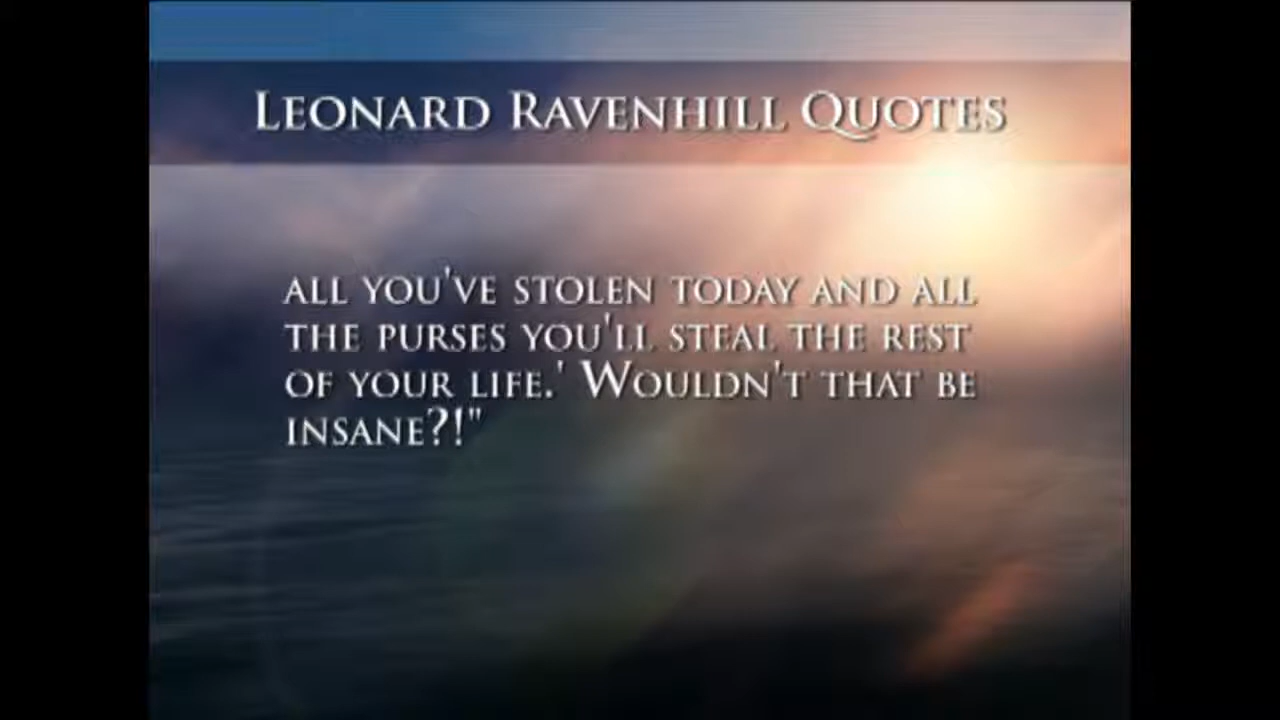 Leonard Ravenhill Quotes
all you've stolen today and all
the purses you'll steal the rest
of your life.' Wouldn't that be
insane?!"